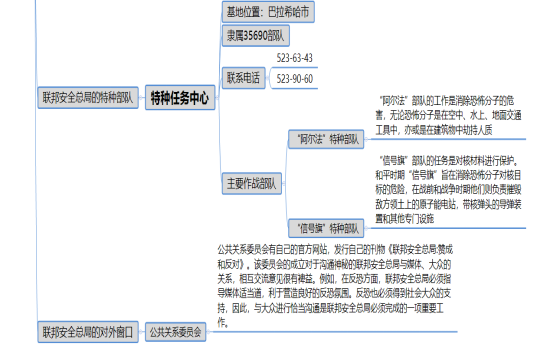 基地位置：巴拉希哈市
隶属35690部队
523-63-43
联系电话
523-90-60
联邦安全总局的特种部队
特种任务中心
“阿尔法”部队的工作是消除恐怖分子的危
害，无论恐怖分子是在空中、水上、地面交通
工具中，亦或是在建筑物中劫持人质
“阿尔法”特种部队
主要作战部队
“信号旗”部队的任务是对核材料进行保护。
和平时期“信号旗”旨在消除恐怖分子对核目
标的危险，在战前和战争时期他们则负责摧毁
敌方领土上的原子能电站，带核弹头的导弹装
置和其他专门设施
“信号旗”特种部队
公共关系委员会有自己的官方网站，发行自己的刊物《联邦安全总局:赞成
和反对》。该委员会的成立对于沟通神秘的联邦安全总局与媒体、大众的
关系，相互交流意见很有裨益。例如，在反恐方面，联邦安全总局必须指
导媒体适当道，利于营造良好的反恐氛围。反恐也必须得到社会大众的支
持，因此，与大众进行恰当沟通是联邦安全总局必须完成的一项重要工
作。
联邦安全总局的对外窗口
公共关系委员会